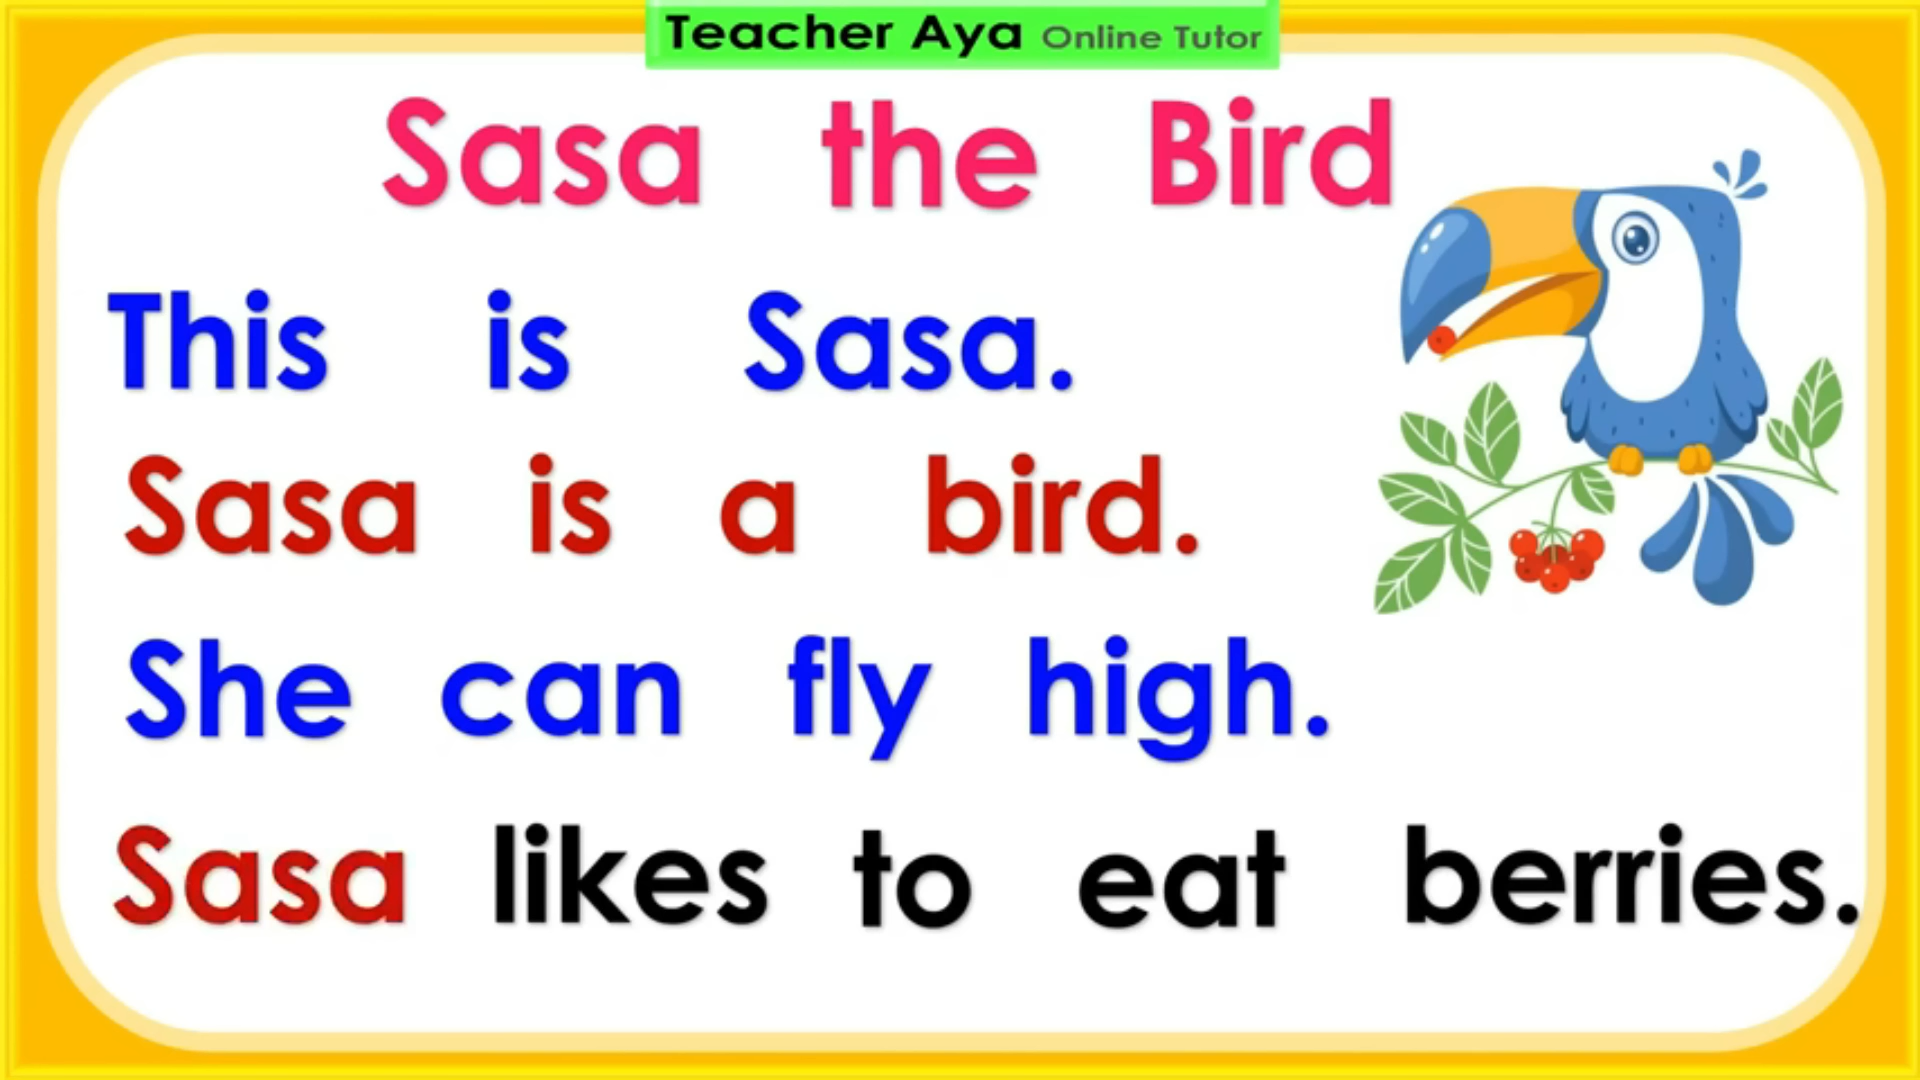 Teacher Aya Online Tutor
Sasa the Bird
This is Sasa.
Sasa is a bird.
She can fly high.
Sasa likes to eat berries.